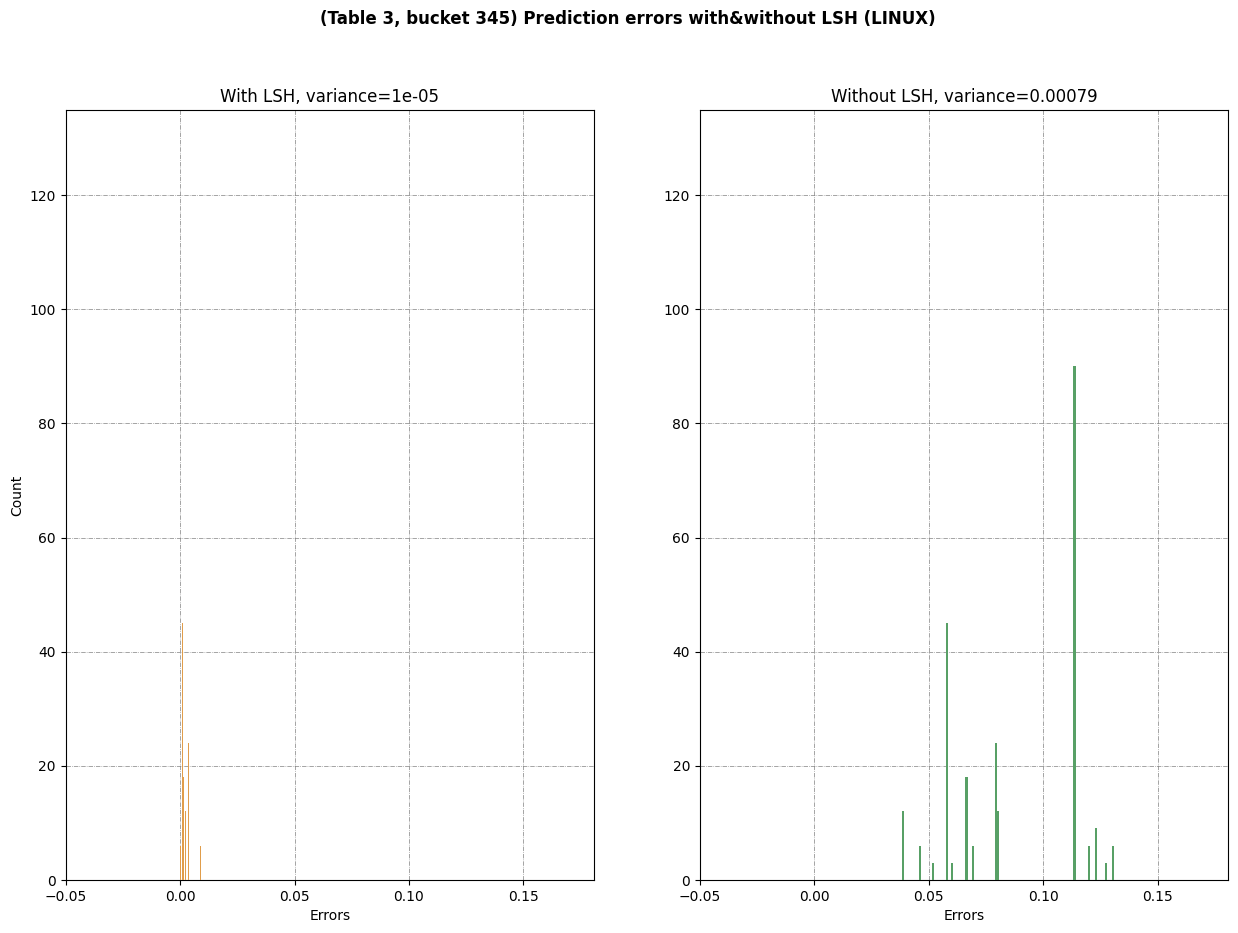 (Table 3, bucket 345) Prediction errors with&without LSH (LINUX)
With LSH, variance=1e-05
120
100
80
60
40
20
0
Count
−0.05 0.00 0.05 0.10 0.15
Errors
Without LSH, variance=0.00079
120
100
80
60
40
20
0
−0.05 0.00 0.05 0.10 0.15
Errors